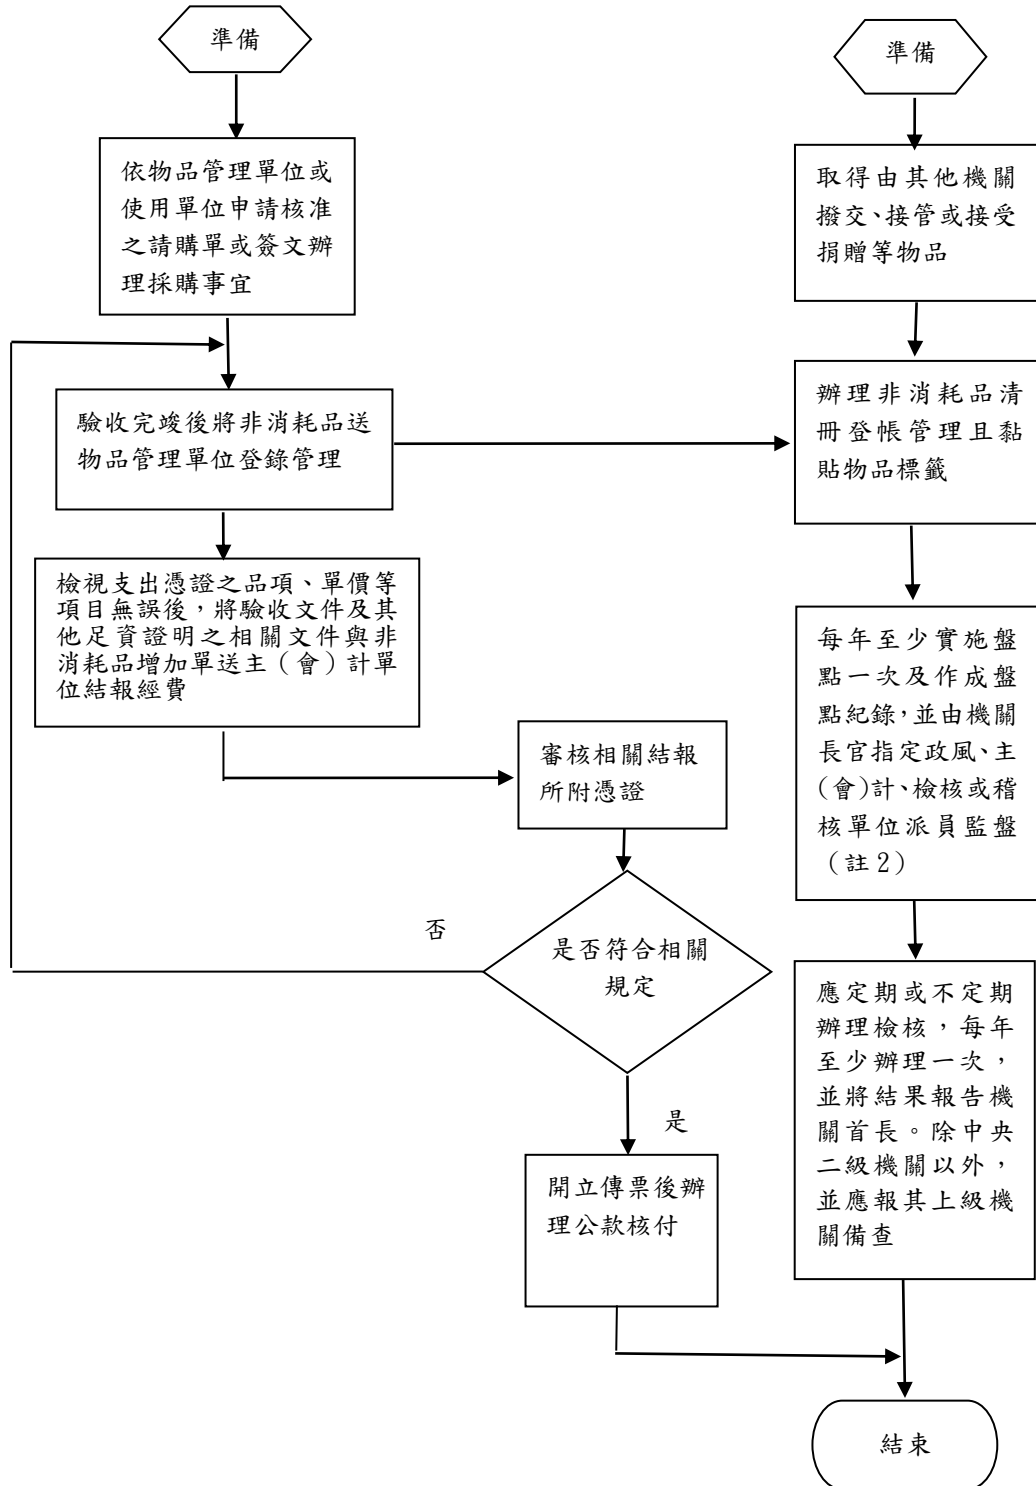 準備
依物品管理單位或
使用單位申請核准
之請購單或簽文辦
理採購事宜
驗收完竣後將非消耗品送
物品管理單位登錄管理
檢視支出憑證之品項、單價等
項目無誤後，將驗收文件及其
他足資證明之相關文件與非
消耗品增加單送主（會）計單
位結報經費
審核相關結報
所附憑證
是否符合相關
規定
否
是
開立傳票後辦
理公款核付
準備
取得由其他機關
撥交、接管或接受
捐贈等物品
辦理非消耗品清
冊登帳管理且黏
貼物品標籤
每年至少實施盤
點一次及作成盤
點紀錄，並由機關
長官指定政風、主
（會）計、檢核或稽
核單位派員監盤
（註2）
應定期或不定期
辦理檢核，每年
至少辦理一次，
並將結果報告機
關首長。除中央
二級機關以外，
並應報其上級機
關備查
結束